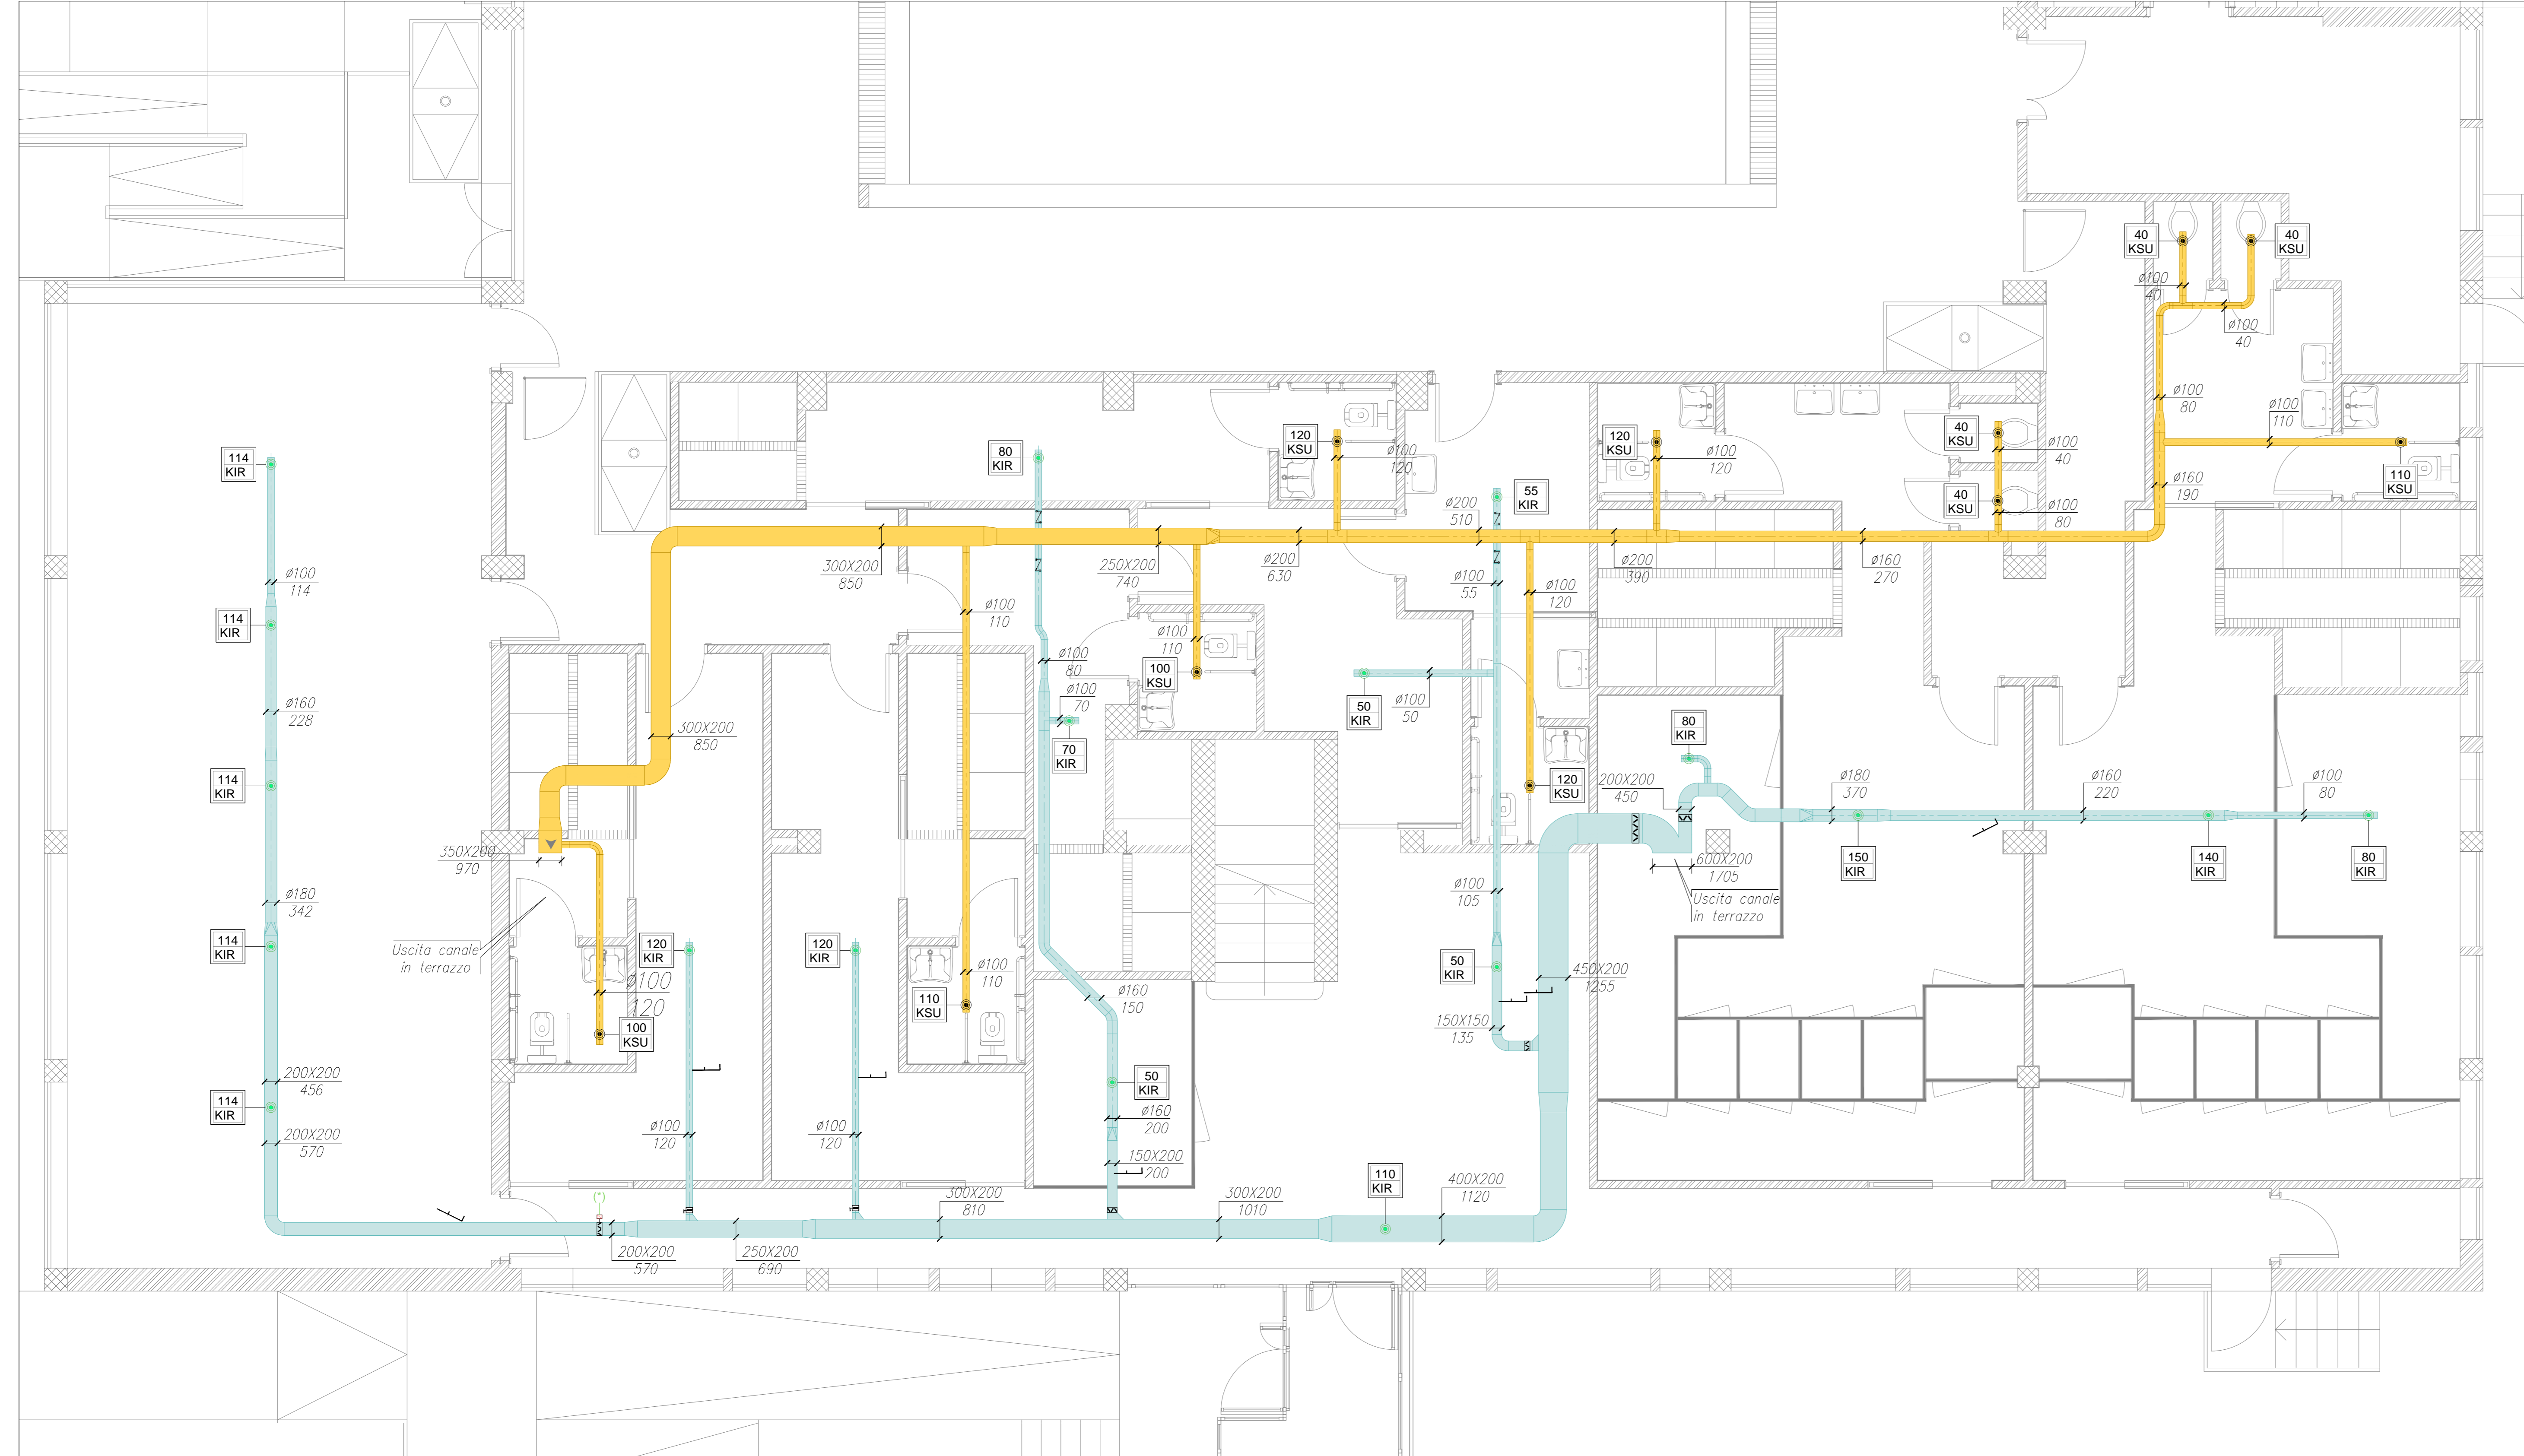 40
KSU
40
KSU
ø100
40
ø100
40
ø100
80
ø100
110
110
KSU
ø160
190
114
KIR
80
KIR
120
KSU
ø100
120
120
KSU
ø100
120
40
KSU
ø100
40
40
KSU
ø100
80
55
KIR
ø200
510
300X200
850
250X200
740
ø200
630
ø100
55
ø100
120
ø200
390
ø160
270
ø100
114
114
KIR
ø100
110
ø100
110
100
KSU
ø100
80
ø100
70
70
KIR
50
KIR
ø100
50
ø160
228
300X200
850
80
KIR
200X200
450
120
KSU
ø180
370
ø160
220
ø100
80
114
KIR
350X200
970
600X200
1705
Uscita canale
in terrazzo
150
KIR
140
KIR
80
KIR
ø180
342
ø100
105
114
KIR
Uscita canale
in terrazzo
120
KIR
120
KIR
ø100
120
100
KSU
ø100
110
110
KSU
ø160
150
50
KIR
450X200
1255
150X150
135
200X200
456
50
KIR
114
KIR
200X200
570
ø100
120
ø100
120
ø160
200
150X200
200
(*)
300X200
810
300X200
1010
110
KIR
400X200
1120
200X200
570
250X200
690